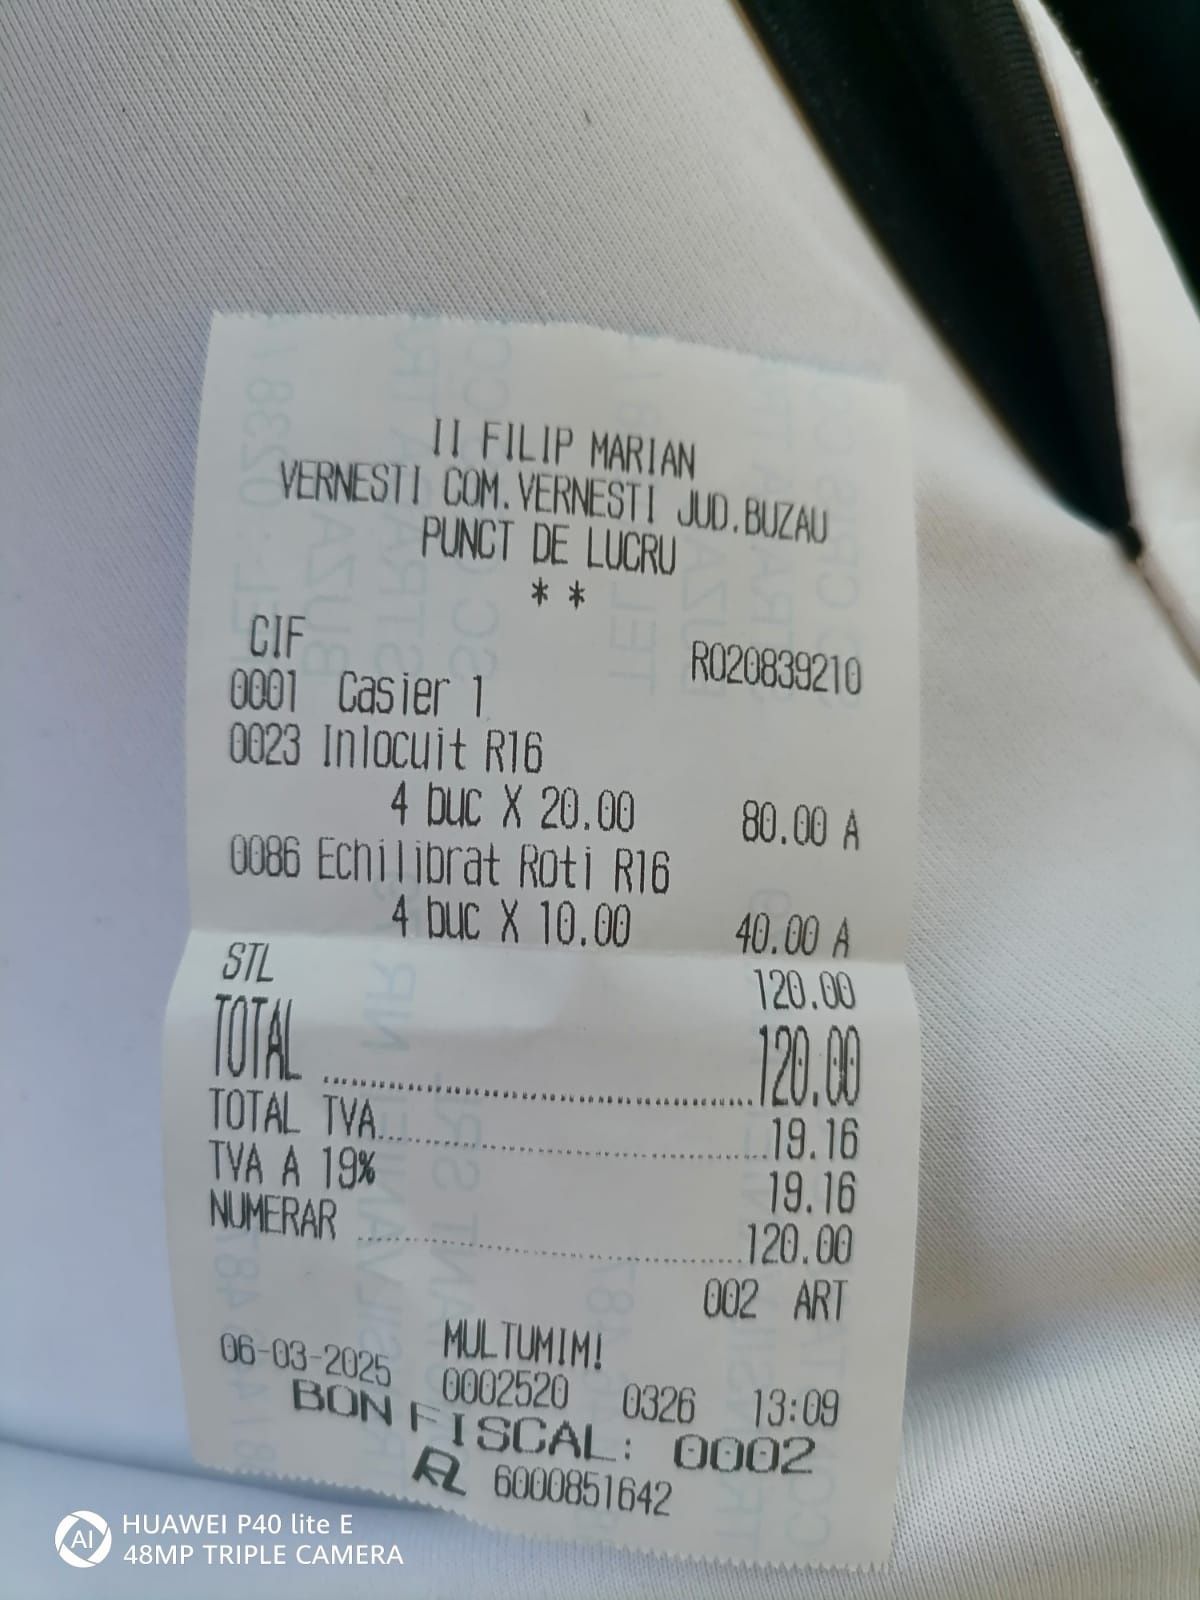 II FILIP MARIAN
VERNESTI COM.VERNESTI JUD.BUZAU
PUNCT DE LUCRU
* *
CIF RO20839210
0001 Casier 1
0023 Inlocuit R16
4 buc X 20.00 80.00 A
0086 Echilibrat Roti R16
4 buc X 10.00 40.00 A
STL 120.00
TOTAL 120.00
TOTAL TVA 19.16
TVA A 19% 19.16
NUMERAR 120.00
002 ART
MULTUMIM!
06-03-2025 0002520 0326 13:09
BON FISCAL: 0002
6000851642
AI HUAWEI P40 lite E
48MP TRIPLE CAMERA